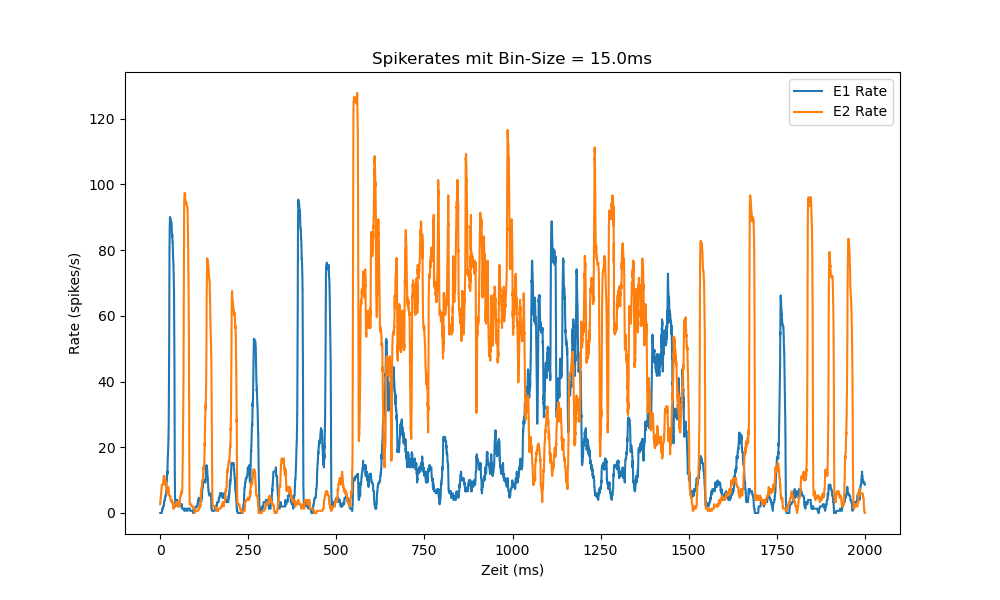 Spikerates mit Bin-Size = 15.0ms
E1 Rate
E2 Rate
Rate (spikes/s)
120
100
80
60
40
20
0
0 250 500 750 1000 1250 1500 1750 2000
Zeit (ms)